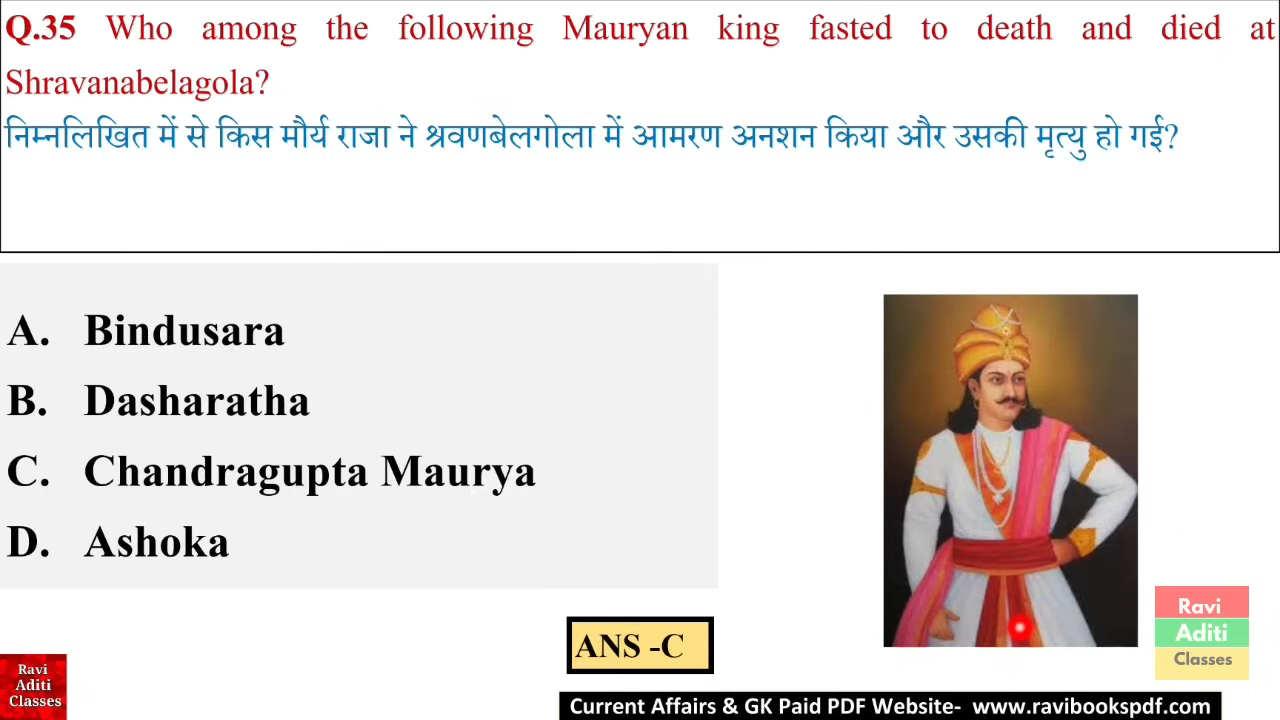 Q.35 Who among the following Mauryan king fasted to death and died at
Shravanabelagola?
निम्नलिखित में से किस मौर्य राजा ने श्रवणबेलगोला में आमरण अनशन किया और उसकी मृत्यु हो गई?
A. Bindusara
B. Dasharatha
C. Chandragupta Maurya
D. Ashoka
ANS -C
Ravi
Aditi
Classes
Ravi
Aditi
Classes
Current Affairs & GK Paid PDF Website- www.ravibookspdf.com